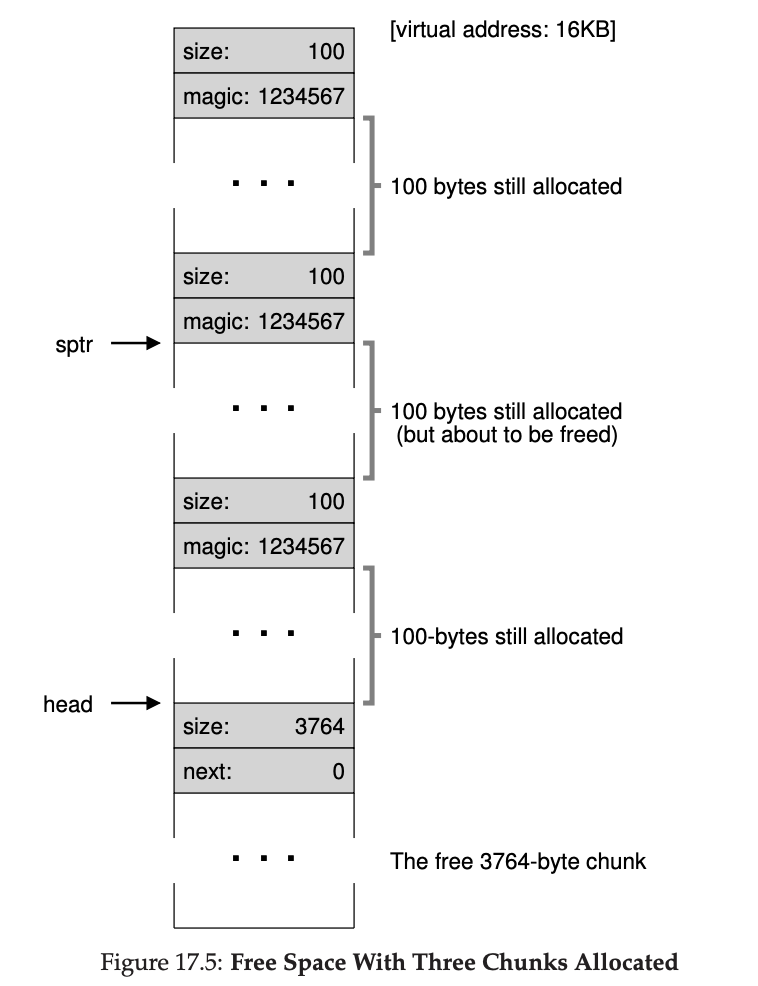 [virtual address: 16KB]
size: 100
magic: 1234567
. . .
100 bytes still allocated
size: 100
magic: 1234567
sptr
. . .
100 bytes still allocated
(but about to be freed)
size: 100
magic: 1234567
. . .
100-bytes still allocated
head
size: 3764
next: 0
. . .
The free 3764-byte chunk
Figure 17.5: Free Space With Three Chunks Allocated